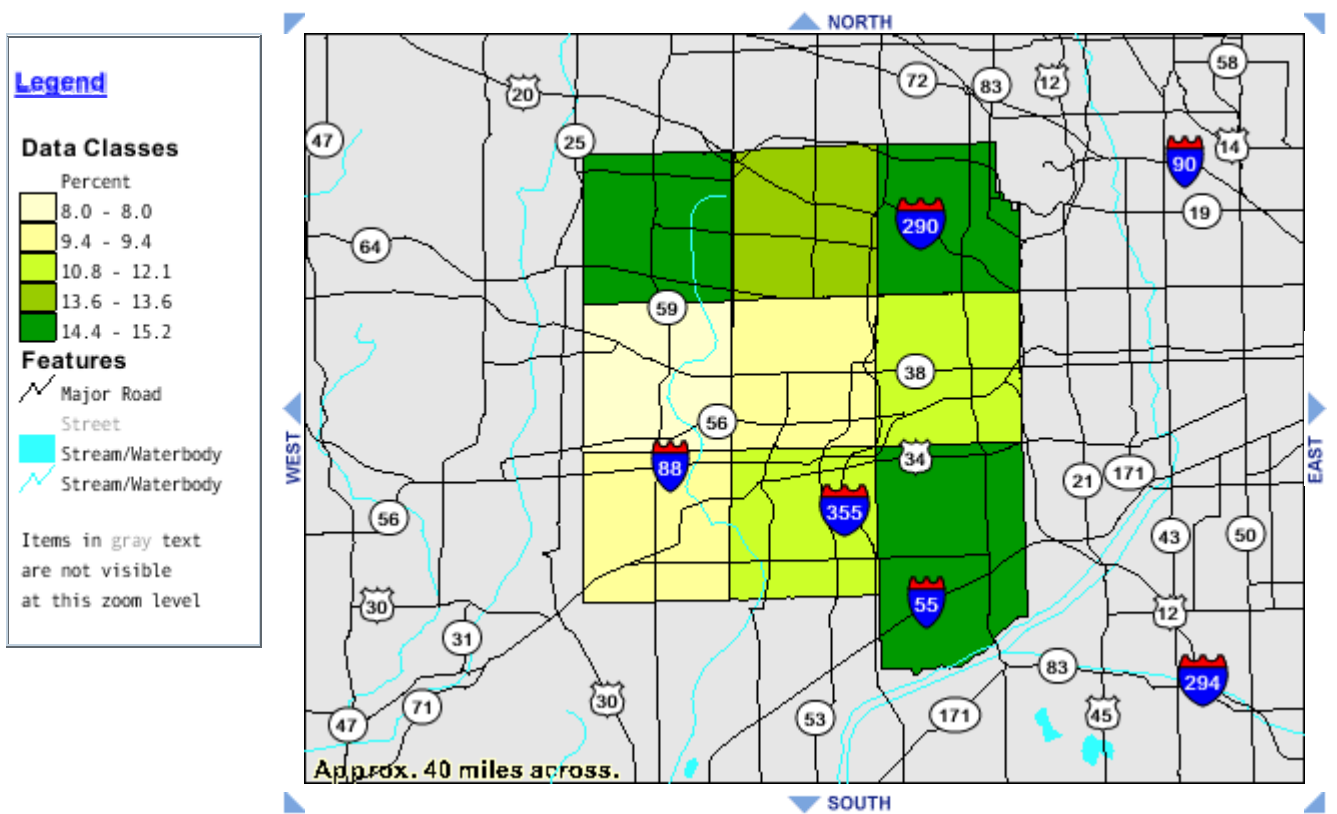 Legend
Data Classes
Percent
8.0 - 8.0
9.4 - 9.4
10.8 - 12.1
13.6 - 13.6
14.4 - 15.2
Features
Major Road
Street
Stream/Waterbody
Stream/Waterbody
Items in gray text
are not visible
at this zoom level
NORTH
58
72
83
12
20
47
25
14
90
19
290
64
59
38
WEST
EAST
56
34
88
21
171
355
56
43
50
55
30
12
31
83
294
30
71
47
53
171
45
Approx. 40 miles across.
SOUTH